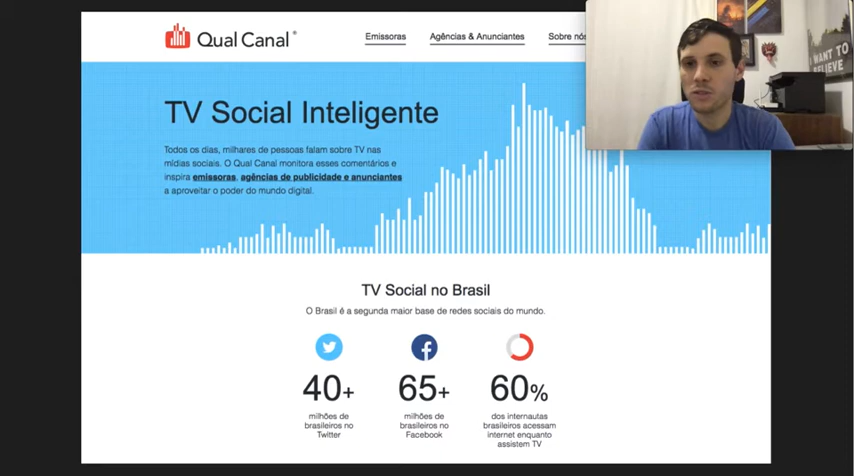 Qual Canal®
Emissoras
Agências & Anunciantes
Sobre nós
TV Social Inteligente
Todos os dias, milhares de pessoas falam sobre TV nas
mídias sociais. O Qual Canal monitora esses comentários e
inspira emissoras, agências de publicidade e anunciantes
a aproveitar o poder do mundo digital.
I WANT TO
BELIEVE
TV Social no Brasil
O Brasil é a segunda maior base de redes sociais do mundo.
40+
milhões de
brasileiros no
Twitter
65+
milhões de
brasileiros no
Facebook
60%
dos internautas
brasileiros acessam
internet enquanto
assistem TV